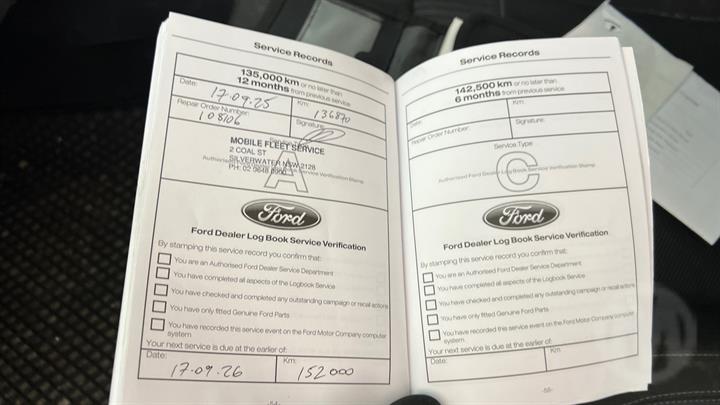 Service Records
135,000 km or no later than
12 months from previous service
Date: 17-09-25
Km: 136870
Repair Order Number: 108106
Signature:
MOBILE FLEET SERVICE
2 COAL ST
SILVERWATER NSW 2128
PH: 02 9648
A
Ford
Ford Dealer Log Book Service Verification
By stamping this service record you confirm that:
You are an Authorised Ford Dealer Service Department
You have completed all aspects of the Logbook Service
You have checked and completed any outstanding campaign or recall actions
You have only fitted Genuine Ford Parts
You have recorded this service event on the Ford Motor Company computer
system
Your next service is due at the earlier of:
Date: 17-09-26
Km: 152000
Service Records
142,500 km or no later than
6 months from previous service
Date:
Km:
Repair Order Number:
Signature:
Service Type
C
Authorised Ford Dealer Log Book Service Verification Stamp
Ford
Ford Dealer Log Book Service Verification
By stamping this service record you confirm that:
You are an Authorised Ford Dealer Service Department
You have completed all aspects of the Logbook Service
You have checked and completed any outstanding campaign or recall actions
You have only fitted Genuine Ford Parts
You have recorded this service event on the Ford Motor Company computer
system
Your next service is due at the earlier of:
Date:
Km:
-55-